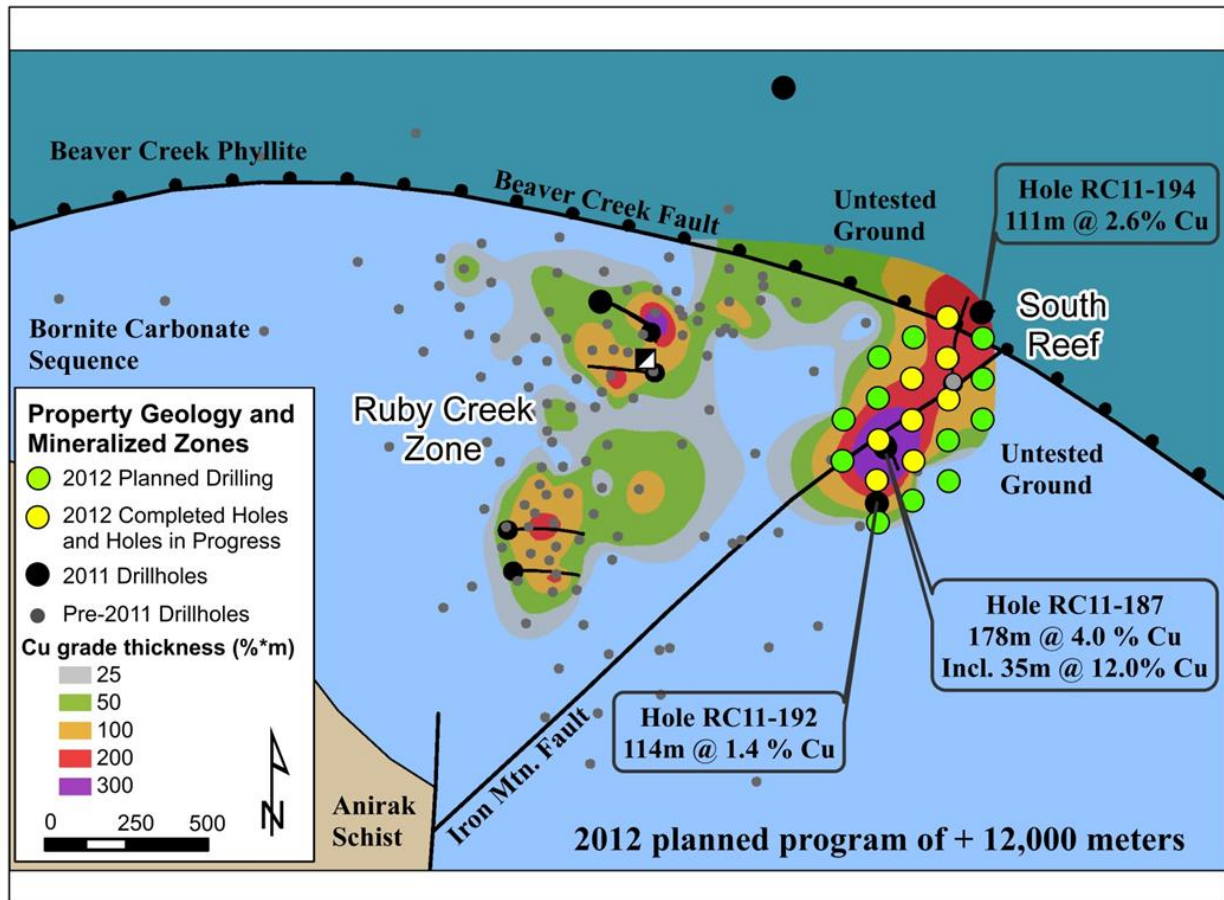 Beaver Creek Phyllite
Beaver Creek Fault
Untested
Ground
Hole RC11-194
111m @ 2.6% Cu
South
Reef
Bornite Carbonate
Sequence
Ruby Creek
Zone
Untested
Ground
Property Geology and
Mineralized Zones
2012 Planned Drilling
2012 Completed Holes
and Holes in Progress
2011 Drillholes
Pre-2011 Drillholes
Cu grade thickness (%*m)
25
50
100
200
300
0 250 500
N
Hole RC11-187
178m @ 4.0 % Cu
Incl. 35m @ 12.0% Cu
Hole RC11-192
114m @ 1.4 % Cu
Iron Mtn. Fault
Anirak
Schist
2012 planned program of + 12,000 meters